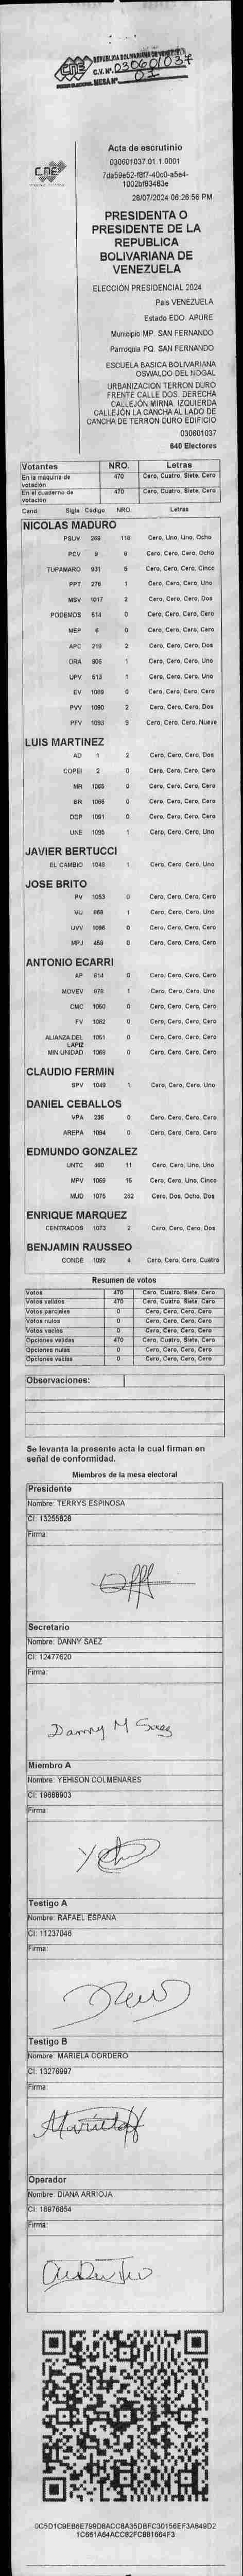 CNE
REPUBLICA BOLIVARIANA DE VENEZUELA
C.V. Nº. 030601037
MESA Nº 01
CNE
Acta de escrutinio
030601037.01.1.0001
28/07/2024 06:26:56 PM
PRESIDENTA O
PRESIDENTE DE LA
REPUBLICA
BOLIVARIANA DE
VENEZUELA
ELECCIÓN PRESIDENCIAL 2024
Pais VENEZUELA
Estado EDO. APURE
Municipio MP. SAN FERNANDO
Parroquia PQ. SAN FERNANDO
ESCUELA BASICA BOLIVARIANA
OSWALDO DEL NOGAL
URBANIZACION TERRON DURO
FRENTE CALLE DOS. DERECHA
CALLEJÓN MIRNA. IZQUIERDA
CALLEJÓN LA CANCHA AL LADO DE
CANCHA DE TERRON DURO EDIFICIO
030601037
640 Electores
Votantes NRO. Letras
En la máquina de votación 470 Cero, Cuatro, Siete, Cero
En el cuaderno de votación 470 Cero, Cuatro, Siete, Cero
Cand Sigla Código NRO. Letras
NICOLAS MADURO
PSUV 118 Cero, Uno, Uno, Ocho
PCV 8 Cero, Cero, Cero, Ocho
TUPAMARO 931 5 Cero, Cero, Cero, Cinco
PPT 1 Cero, Cero, Cero, Uno
MSV 1017 2 Cero, Cero, Cero, Dos
PODEMOS 514 0 Cero, Cero, Cero, Cero
MEP 6 0 Cero, Cero, Cero, Cero
APC 219 2 Cero, Cero, Cero, Dos
ORA 906 1 Cero, Cero, Cero, Uno
UPV 513 1 Cero, Cero, Cero, Uno
EV 1089 0 Cero, Cero, Cero, Cero
PVV 1090 2 Cero, Cero, Cero, Dos
PFV 1093 9 Cero, Cero, Cero, Nueve
LUIS MARTINEZ
AD 1 2 Cero, Cero, Cero, Dos
COPEI 2 0 Cero, Cero, Cero, Cero
MR 1065 0 Cero, Cero, Cero, Cero
BR 1066 0 Cero, Cero, Cero, Cero
DDP 1081 0 Cero, Cero, Cero, Cero
UNE 1095 1 Cero, Cero, Cero, Uno
JAVIER BERTUCCI
EL CAMBIO 1049 1 Cero, Cero, Cero, Uno
JOSE BRITO
PV 1053 0 Cero, Cero, Cero, Cero
VU 868 1 Cero, Cero, Cero, Uno
UVV 1096 0 Cero, Cero, Cero, Cero
MPJ 459 0 Cero, Cero, Cero, Cero
ANTONIO ECARRI
AP 814 0 Cero, Cero, Cero, Cero
MOVEV 978 1 Cero, Cero, Cero, Uno
CMC 1050 0 Cero, Cero, Cero, Cero
FV 1082 0 Cero, Cero, Cero, Cero
ALIANZA DEL LAPIZ 1051 0 Cero, Cero, Cero, Cero
MIN UNIDAD 1069 0 Cero, Cero, Cero, Cero
CLAUDIO FERMIN
SPV 1049 1 Cero, Cero, Cero, Uno
DANIEL CEBALLOS
VPA 236 0 Cero, Cero, Cero, Cero
AREPA 1094 0 Cero, Cero, Cero, Cero
EDMUNDO GONZALEZ
UNTC 460 11 Cero, Cero, Uno, Uno
MPV 1069 15 Cero, Cero, Uno, Cinco
MUD 1075 282 Cero, Dos, Ocho, Dos
ENRIQUE MARQUEZ
CENTRADOS 1073 2 Cero, Cero, Cero, Dos
BENJAMIN RAUSSEO
CONDE 1092 4 Cero, Cero, Cero, Cuatro
Resumen de votos
Votos 470 Cero, Cuatro, Siete, Cero
Votos validos 470 Cero, Cuatro, Siete, Cero
Votos parciales 0 Cero, Cero, Cero, Cero
Votos nulos 0 Cero, Cero, Cero, Cero
Votos vacios 0 Cero, Cero, Cero, Cero
Opciones validas 470 Cero, Cuatro, Siete, Cero
Opciones nulas 0 Cero, Cero, Cero, Cero
Opciones vacias 0 Cero, Cero, Cero, Cero
Observaciones:
Se levanta la presente acta la cual firman en
señal de conformidad.
Miembros de la mesa electoral
Presidente
Nombre: TERRYS ESPINOSA
CI: 13255828
Firma:
Secretario
Nombre: DANNY SAEZ
CI: 12477620
Firma:
Danny M Saez
Miembro A
Nombre: YEHISON COLMENARES
CI: 19688903
Firma:
Testigo A
Nombre: RAFAEL ESPAÑA
CI: 11237046
Firma:
Testigo B
Nombre: MARIELA CORDERO
CI: 13276997
Firma:
Operador
Nombre: DIANA ARRIOJA
CI: 16976854
Firma: